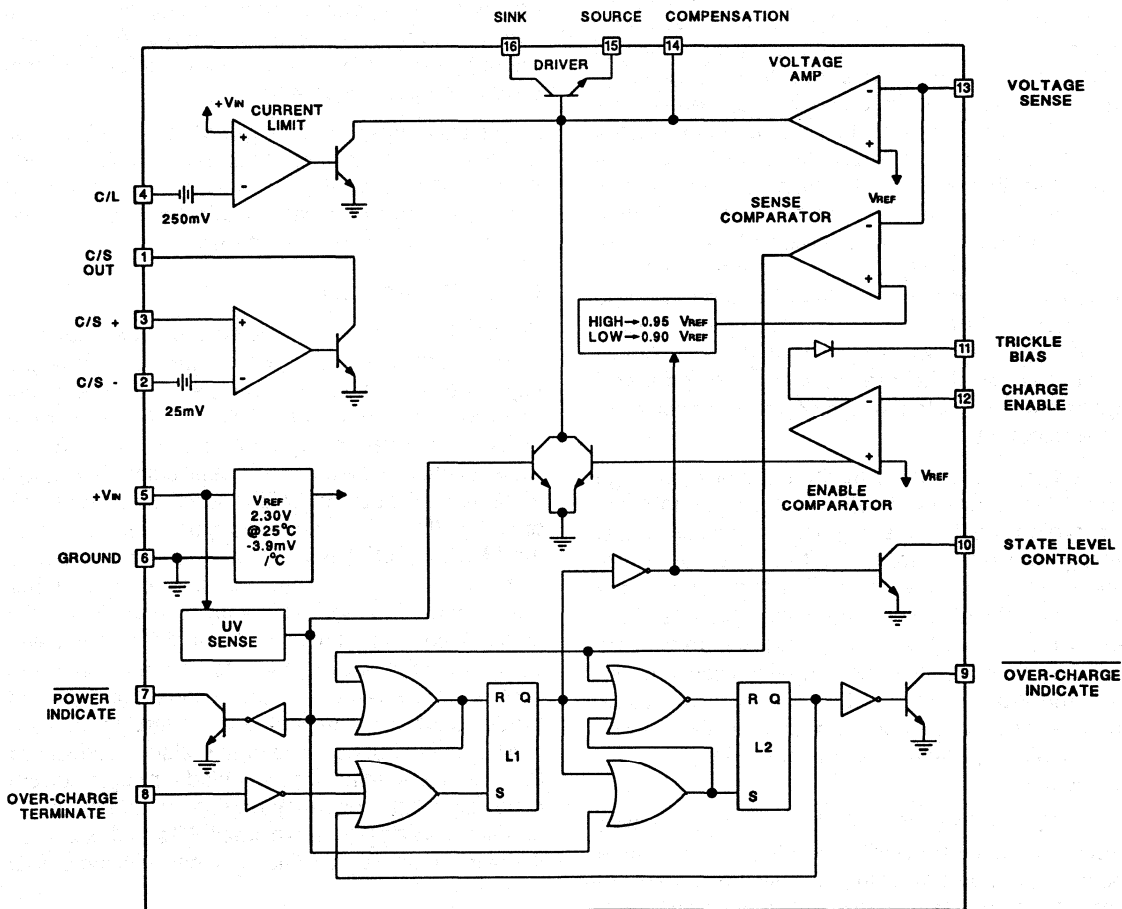 SINK SOURCE COMPENSATION
16 15 14
DRIVER
VOLTAGE
AMP
-
+
VREF
13
VOLTAGE
SENSE
+VIN
CURRENT
LIMIT
+
-
C/L
4
250mV
SENSE
COMPARATOR
-
+
C/S
OUT
1
C/S +
3
+
-
C/S -
2
25mV
HIGH→0.95 VREF
LOW→0.90 VREF
11
TRICKLE
BIAS
12
CHARGE
ENABLE
-
+
VREF
ENABLE
COMPARATOR
+VIN
5
VREF
2.30V
@25°C
-3.9mV
/°C
GROUND
6
10
STATE LEVEL
CONTROL
UV
SENSE
POWER
INDICATE
7
9
OVER-CHARGE
INDICATE
R Q
L1
S
R Q
L2
S
OVER-CHARGE
TERMINATE
8